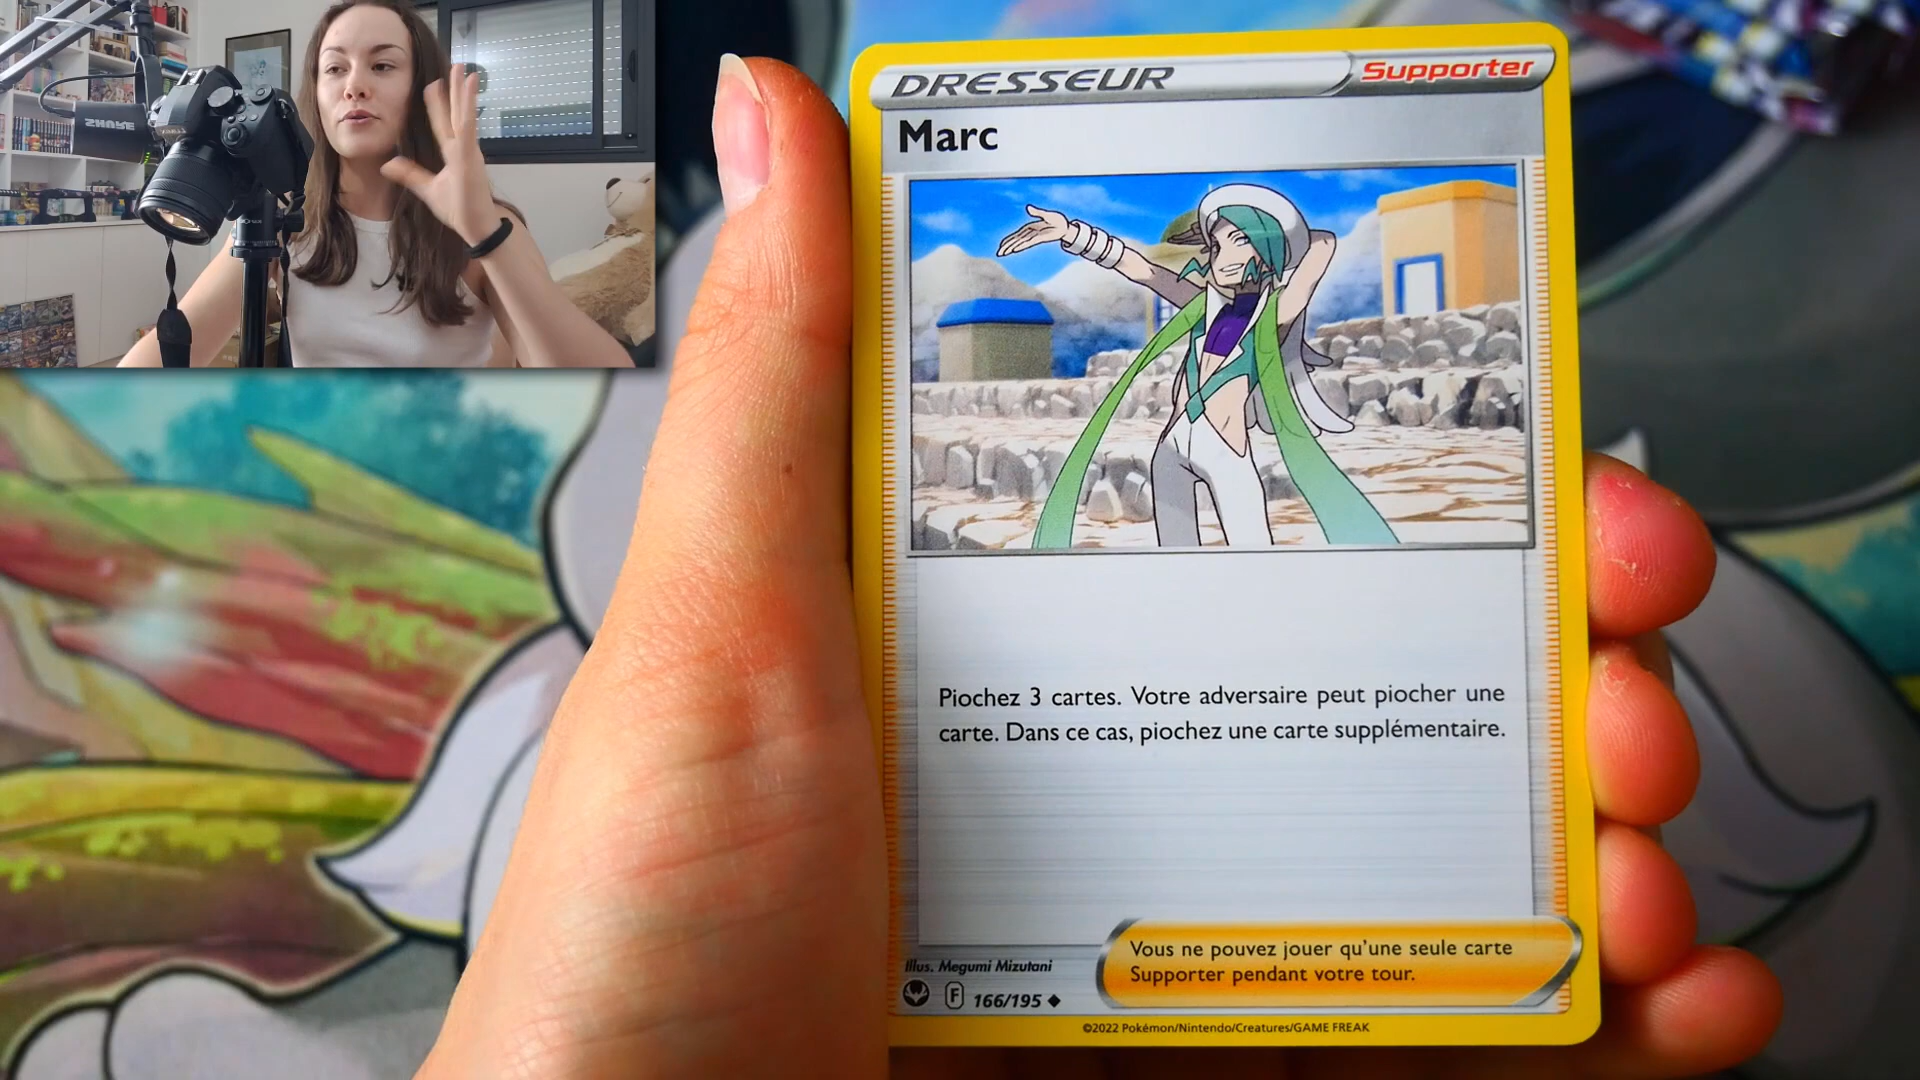 SHURE
DRESSEUR
Supporter
Marc
Piochez 3 cartes. Votre adversaire peut piocher une
carte. Dans ce cas, piochez une carte supplémentaire.
Vous ne pouvez jouer qu'une seule carte
Supporter pendant votre tour.
Illus. Megumi Mizutani
F 166/195 ◆
©2022 Pokémon/Nintendo/Creatures/GAME FREAK